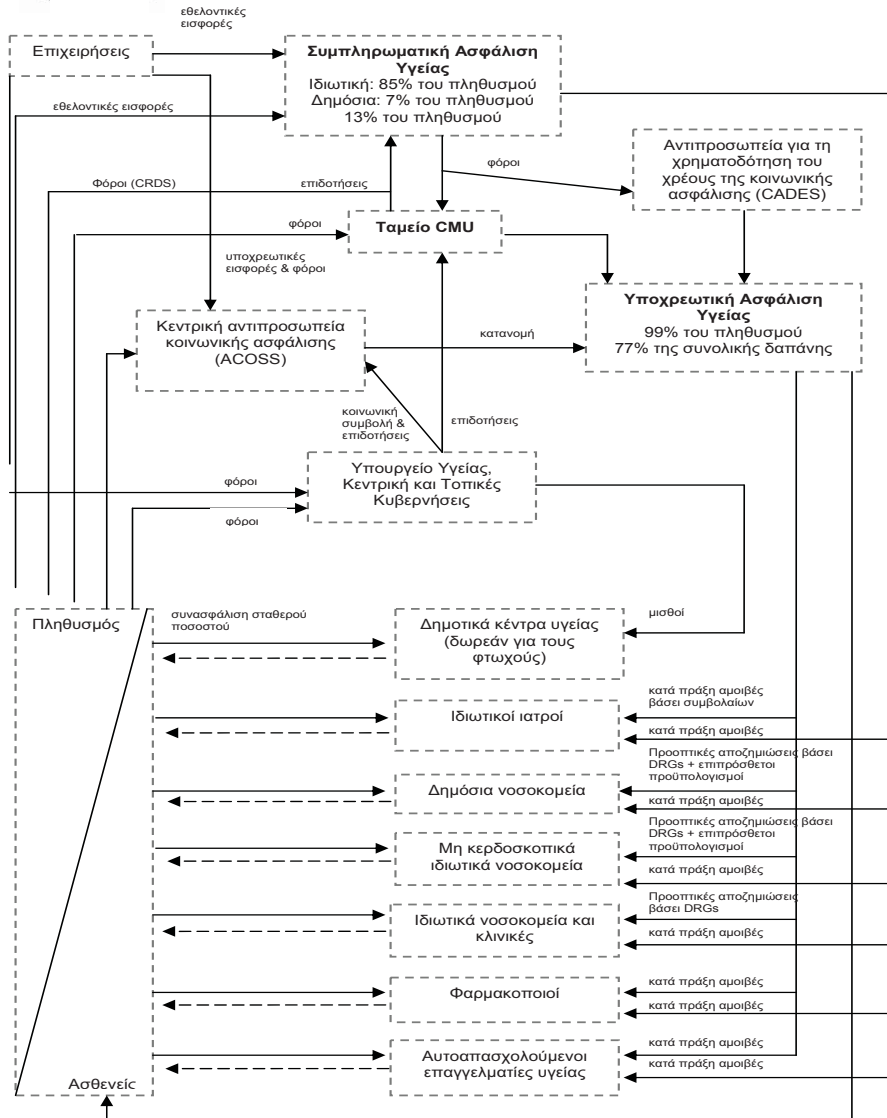 εθελοντικές
εισφορές
Επιχειρήσεις
Συμπληρωματική Ασφάλιση
Υγείας
Ιδιωτική: 85% του πληθυσμού
Δημόσια: 7% του πληθυσμού
13% του πληθυσμού
εθελοντικές εισφορές
Αντιπροσωπεία για τη
χρηματοδότηση του
χρέους της κοινωνικής
ασφάλισης (CADES)
φόροι
Φόροι (CRDS)
επιδοτήσεις
φόροι
Ταμείο CMU
υποχρεωτικές
εισφορές & φόροι
Υποχρεωτική Ασφάλιση
Υγείας
99% του πληθυσμού
77% της συνολικής δαπάνης
Κεντρική αντιπροσωπεία
κοινωνικής ασφάλισης
(ACOSS)
κατανομή
κοινωνική
συμβολή &
επιδοτήσεις
επιδοτήσεις
Υπουργείο Υγείας,
Κεντρική και Τοπικές
Κυβερνήσεις
φόροι
φόροι
Πληθυσμός
συνασφάλιση σταθερού
ποσοστού
Δημοτικά κέντρα υγείας
(δωρεάν για τους
φτωχούς)
μισθοί
Ιδιωτικοί ιατροί
κατά πράξη αμοιβές
βάσει συμβολαίων
κατά πράξη αμοιβές
Προοπτικές αποζημιώσεις βάσει
DRGs + επιπρόσθετοι
προϋπολογισμοί
Δημόσια νοσοκομεία
κατά πράξη αμοιβές
Προοπτικές αποζημιώσεις βάσει
DRGs + επιπρόσθετοι
προϋπολογισμοί
Μη κερδοσκοπικά
ιδιωτικά νοσοκομεία
κατά πράξη αμοιβές
Προοπτικές αποζημιώσεις
βάσει DRGs
Ιδιωτικά νοσοκομεία και
κλινικές
κατά πράξη αμοιβές
Φαρμακοποιοί
κατά πράξη αμοιβές
κατά πράξη αμοιβές
Αυτοαπασχολούμενοι
επαγγελματίες υγείας
κατά πράξη αμοιβές
κατά πράξη αμοιβές
Ασθενείς